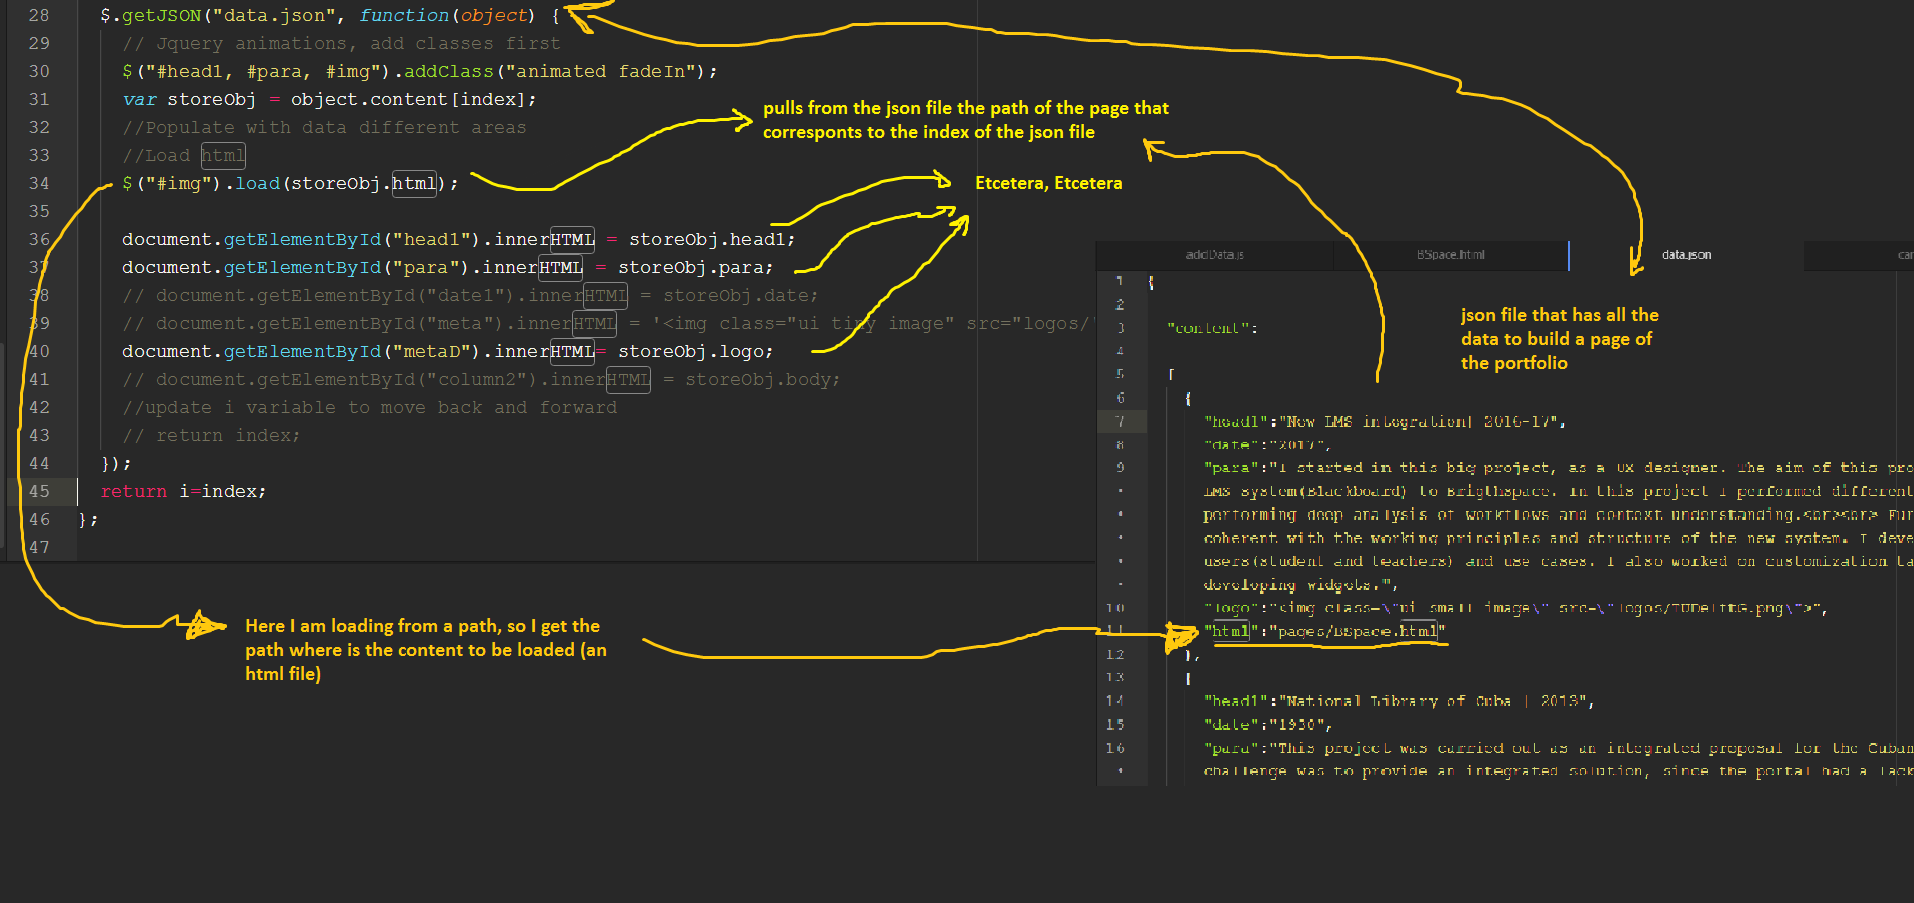 28 $.getJSON("data.json", function(object) {
29 // Jquery animations, add classes first
30 $("#head1, #para, #img").addClass("animated fadeIn");
31 var storeObj = object.content[index];
32 //Populate with data different areas
33 //Load html
34 $("#img").load(storeObj.html);
35
36 document.getElementById("head1").innerHTML = storeObj.head1;
37 document.getElementById("para").innerHTML = storeObj.para;
38 // document.getElementById("date1").innerHTML = storeObj.date;
39 // document.getElementById("meta").innerHTML = '<img class="ui tiny image" src="logos/'
40 document.getElementById("metaD").innerHTML= storeObj.logo;
41 // document.getElementById("column2").innerHTML = storeObj.body;
42 //update i variable to move back and forward
43 // return index;
44 });
45 return i=index;
46 };
47
pulls from the json file the path of the page that
corresponts to the index of the json file
Etcetera, Etcetera
Here I am loading from a path, so I get the
path where is the content to be loaded (an
html file)
addData.js BSpace.html data.json car
json file that has all the
data to build a page of
the portfolio
1 {
2
3 "content":
4
5 [
6 {
7 "head1":"New LMS integration| 2016-17",
8 "date":"2017",
9 "para":"I started in this big project, as a UX designer. The aim of this pro
LMS system(Blackboard) to Brigthspace. In this project I performed different
performing deep analysis of workflows and context understanding.<br><br> Fur
coherent with the working principles and structure of the new system. I deve
users(student and teachers) and use cases. I also worked on customization ta
developing widgets.",
10 "logo":"<img class=\"ui small image\" src=\"logos/TUDelftG.png\">",
11 "html":"pages/BSpace.html"
12 },
13 {
14 "head1":"National Library of Cuba | 2013",
15 "date":"1930",
16 "para":"This project was carried out as an integrated proposal for the Cuban
challenge was to provide an integrated solution, since the portal had a lack